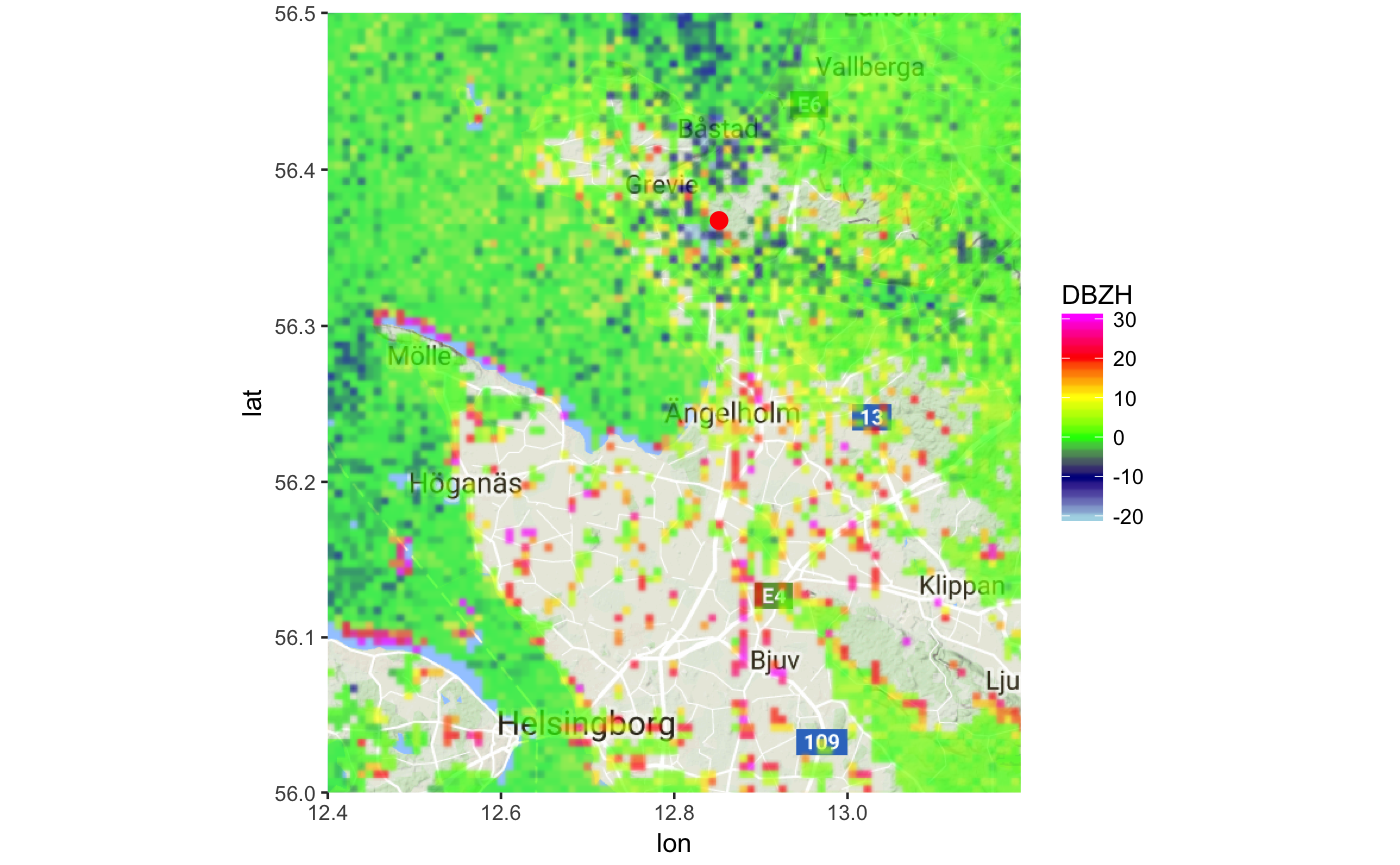 56.5
Vallberga
E6
Båstad
56.4
Grevie
DBZH
30
56.3
Mölle
20
lat
10
Ängelholm
13
0
-10
56.2
Höganäs
-20
Klippan
E4
56.1
Bjuv
Lju
Helsingborg
109
56.0
12.4
12.6
12.8
13.0
lon